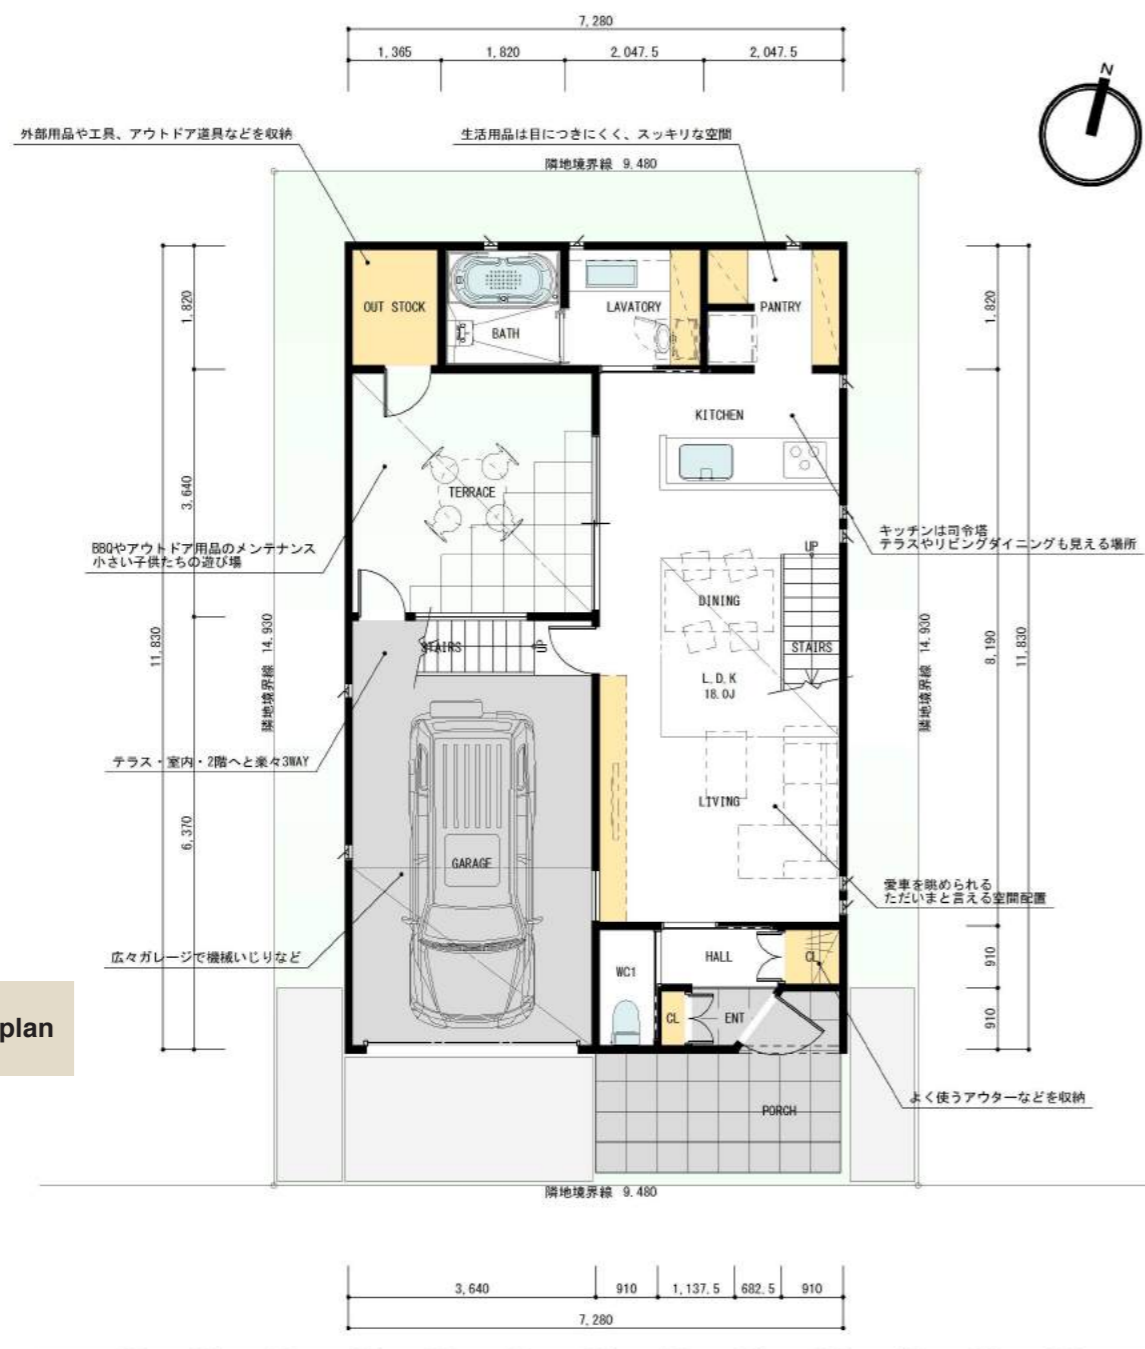 7,280
1,365
1,820
2,047.5
2,047.5
N
外部用品や工具、アウトドア道具などを収納
生活用品は目につきにくく、スッキリな空間
隣地境界線 9.480
1,820
OUT STOCK
BATH
LAVATORY
PANTRY
1,820
KITCHEN
3,640
TERRACE
キッチンは司令塔
テラスやリビングダイニングも見える場所
BBQやアウトドア用品のメンテナンス
小さい子供たちの遊び場
UP
DINING
11,830
隣地境界線 14.930
STAIRS
UP
STAIRS
L.D.K
18.0J
隣地境界線 14.930
8,190
11,830
テラス・室内・2階へと楽々3WAY
LIVING
6,370
GARAGE
愛車を眺められる
ただいまと言える空間配置
広々ガレージで機械いじりなど
WC1
HALL
CL
910
plan
CL
ENT
910
よく使うアウターなどを収納
PORCH
隣地境界線 9.480
3,640
910
1,137.5
682.5
910
7,280